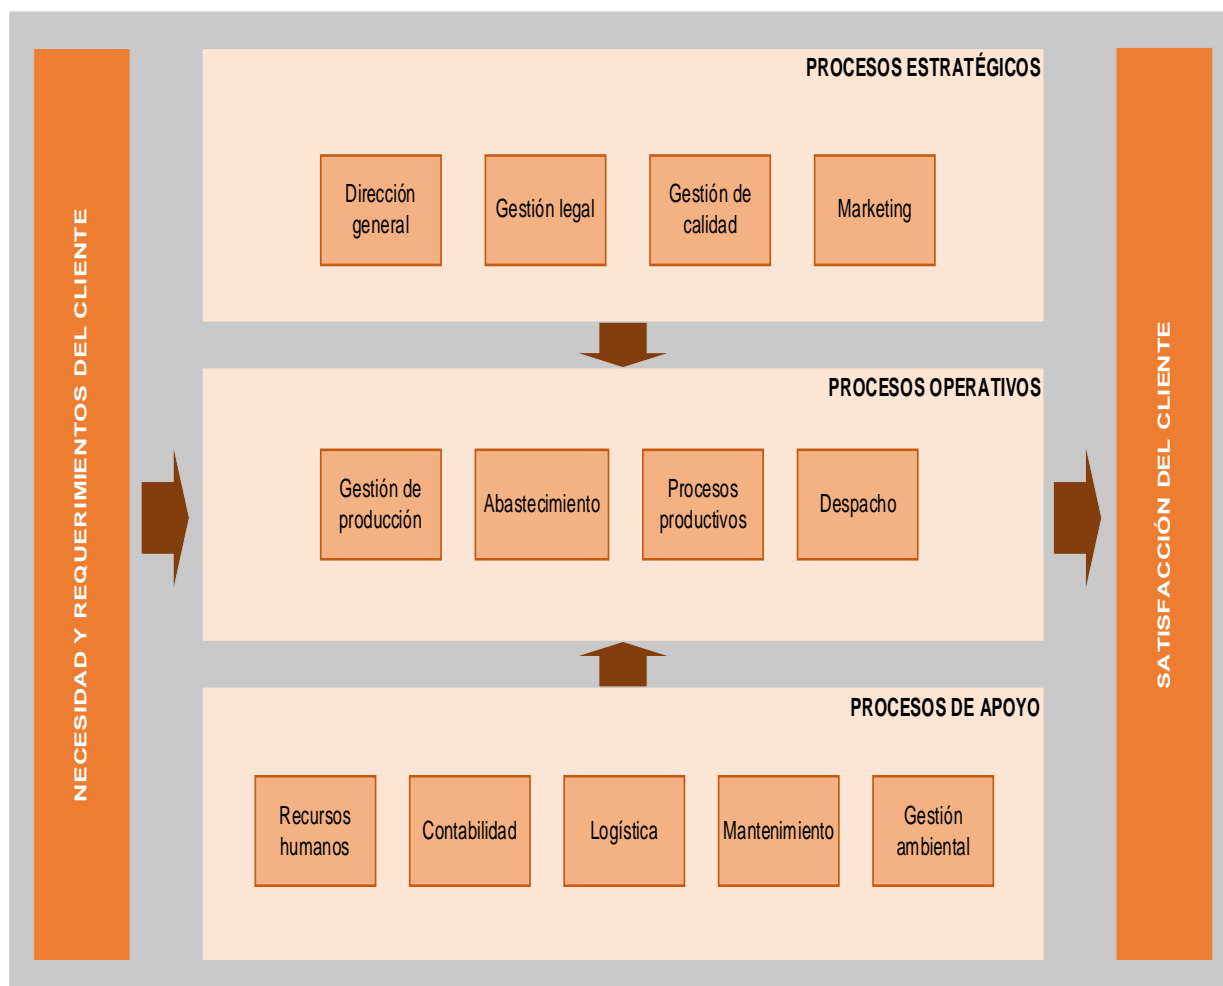 NECESIDAD Y REQUERIMIENTOS DEL CLIENTE
PROCESOS ESTRATÉGICOS
Dirección
general
Gestión legal
Gestión de
calidad
Marketing
PROCESOS OPERATIVOS
Gestión de
producción
Abastecimiento
Procesos
productivos
Despacho
PROCESOS DE APOYO
Recursos
humanos
Contabilidad
Logística
Mantenimiento
Gestión
ambiental
SATISFACCIÓN DEL CLIENTE